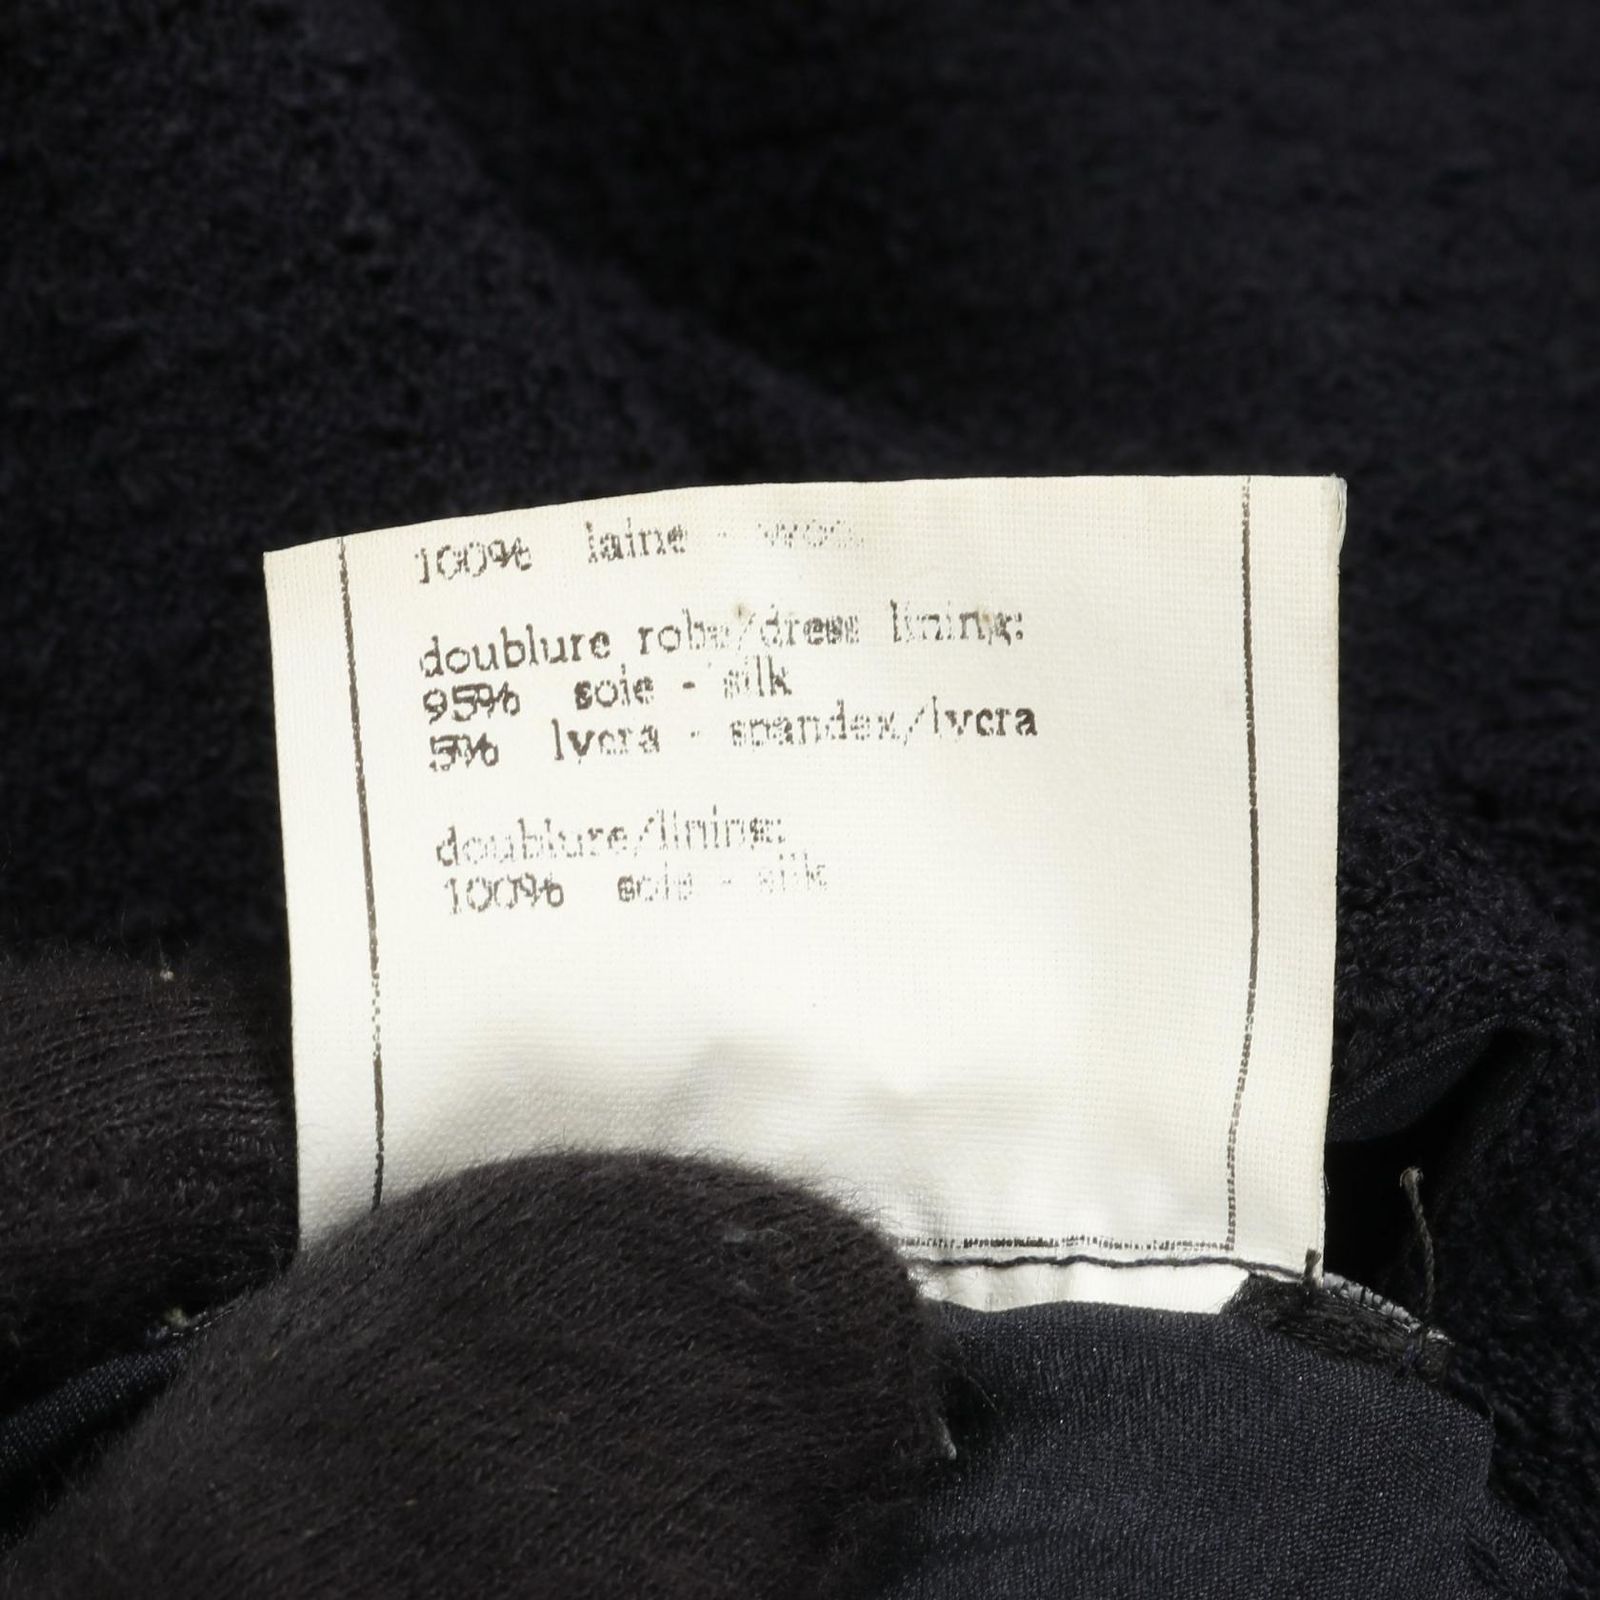 100% laine - wool
doublure robe/dress lining:
95% soie - silk
5% lycra - spandex/lycra
doublure/lining:
100% soie - silk